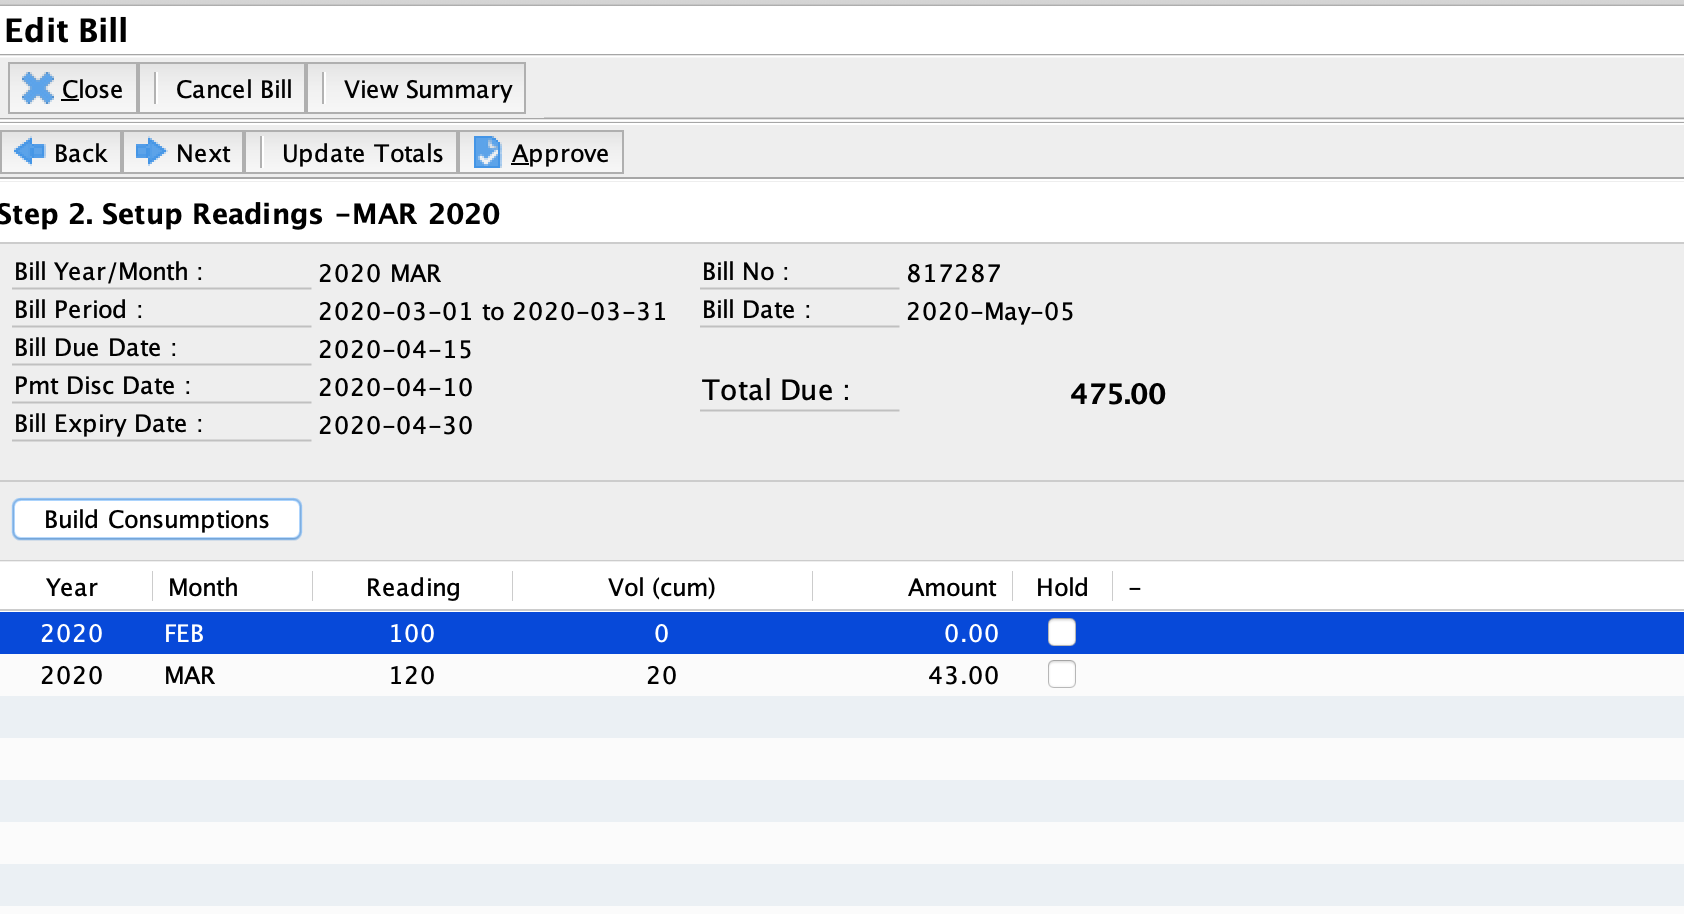 Edit Bill
Close Cancel Bill View Summary
Back Next Update Totals Approve
Step 2. Setup Readings -MAR 2020
Bill Year/Month : 2020 MAR Bill No : 817287
Bill Period : 2020-03-01 to 2020-03-31 Bill Date : 2020-May-05
Bill Due Date : 2020-04-15
Pmt Disc Date : 2020-04-10 Total Due : 475.00
Bill Expiry Date : 2020-04-30
Build Consumptions
Year Month Reading Vol (cum) Amount Hold -
2020 FEB 100 0 0.00
2020 MAR 120 20 43.00